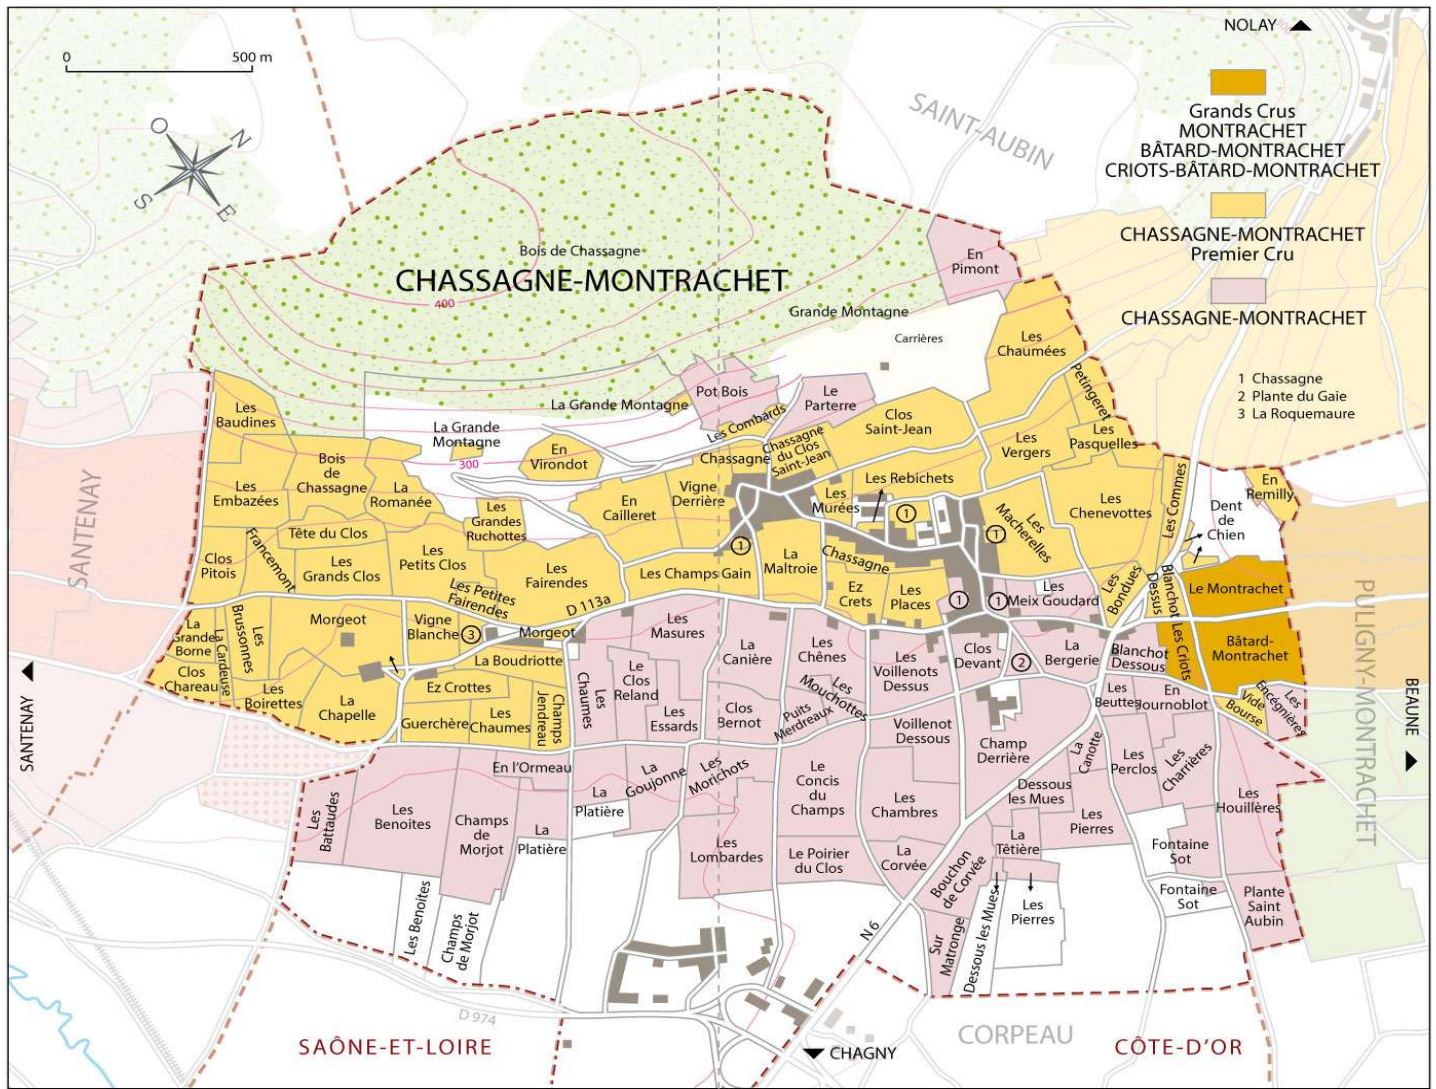 NOLAY
0
500 m
Grands Crus
MONTRACHET
BÂTARD-MONTRACHET
CRIOTS-BÂTARD-MONTRACHET
CHASSAGNE-MONTRACHET
Premier Cru
CHASSAGNE-MONTRACHET
1 Chassagne
2 Plante du Gaie
3 La Roquemaure
O
N
S
E
SAINT-AUBIN
Bois de Chassagne
CHASSAGNE-MONTRACHET
400
En
Pimont
Grande Montagne
Carrières
Les
Chaumées
Petingeret
Pot Bois
Le
Parterre
La Grande Montagne
Les
Baudines
La Grande
Montagne
300
En
Virondot
Les Lombards
Chassagne
Chassagne
du Clos
Saint-Jean
Clos
Saint-Jean
Les
Vergers
Les
Pasquelles
Bois
de
Chassagne
Les
Embazées
La
Romanée
Les
Grandes
Ruchottes
En
Cailleret
Vigne
Derrière
Les
Murées
Les Rebichets
1
1
1
Les
Macherelles
Les
Chenevottes
Les Commes
En
Remilly
Dent
de
Chien
SANTENAY
Clos
Pitois
Francemont
Tête du Clos
Les
Grands Clos
Les
Petits Clos
Les Petites
Fairendes
Les
Fairendes
Les Champs Gain
La
Maltroie
Chassagne
Ez
Crets
Les
Places
1
1
Les
Meix Goudard
Les
Bondues
Blanchot
Dessus
Le Montrachet
Les Criots
Bâtard-
Montrachet
PULIGNY-MONTRACHET
D 113a
La
Grande
Borne
La Cardeuse
Les
Brussonnes
Morgeot
Vigne
Blanche
3
Morgeot
La Boudriotte
Les
Masures
La
Canière
Les
Chênes
Les
Voillenots
Dessus
Clos
Devant
2
La
Bergerie
Blanchot
Dessous
Clos
Chareau
Les
Boirettes
La
Chapelle
Ez Crottes
Guerchère
Les
Chaumes
Champs
Jendreau
Les
Chaumes
Le
Clos
Reland
Les
Essards
Clos
Bernot
Puits
Merdreaux
Les
Mouchottes
Voillenot
Dessous
Les
Beuttes
En
Journoblot
Vide
Bourse
Les
Encégnières
SANTENAY
BEAUNE
En l'Ormeau
La
Goujonne
Les
Morichots
Le
Concis
du
Champs
Champ
Derrière
La
Canotte
Les
Perclos
Les
Charrières
Les
Houillères
Les
Battaudes
Les
Benoites
Champs
de
Morjot
La
Platière
La
Platière
Les
Lombardes
Le Poirier
du Clos
Les
Chambres
La
Corvée
Dessous
les Mues
Les
Pierres
La
Têtière
Bouchon
de Corvée
Fontaine
Sot
Fontaine
Sot
Plante
Saint
Aubin
Les Benoites
Champs
de Morjot
Sur
Matronge
Dessous les Mues
Les
Pierres
N 6
D 974
SAÔNE-ET-LOIRE
CHAGNY
CORPEAU
CÔTE-D'OR